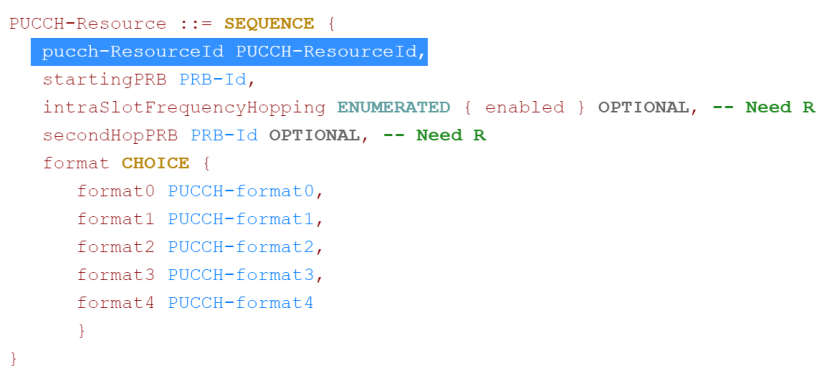 PUCCH-Resource ::= SEQUENCE {
pucch-ResourceId PUCCH-ResourceId,
startingPRB PRB-Id,
intraSlotFrequencyHopping ENUMERATED { enabled } OPTIONAL, -- Need R
secondHopPRB PRB-Id OPTIONAL, -- Need R
format CHOICE {
format0 PUCCH-format0,
format1 PUCCH-format1,
format2 PUCCH-format2,
format3 PUCCH-format3,
format4 PUCCH-format4
}
}